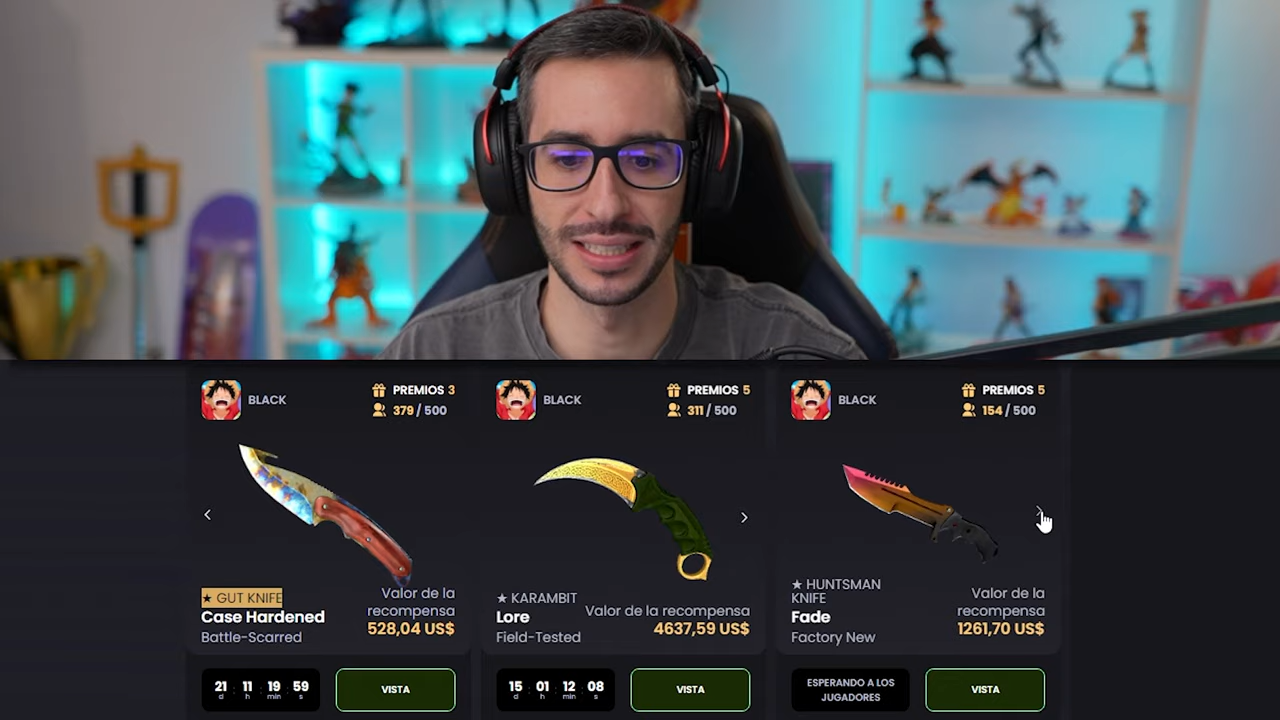 BLACK
PREMIOS 3
379 / 500
★ GUT KNIFE
Case Hardened
Battle-Scarred
Valor de la
recompensa
528,04 US$
21 : 11 : 19 : 59
d h min s
VISTA
BLACK
PREMIOS 5
311 / 500
★ KARAMBIT
Lore
Field-Tested
Valor de la recompensa
4637,59 US$
15 : 01 : 12 : 08
d h min s
VISTA
BLACK
PREMIOS 5
154 / 500
★ HUNTSMAN
KNIFE
Fade
Factory New
Valor de la
recompensa
1261,70 US$
ESPERANDO A LOS
JUGADORES
VISTA